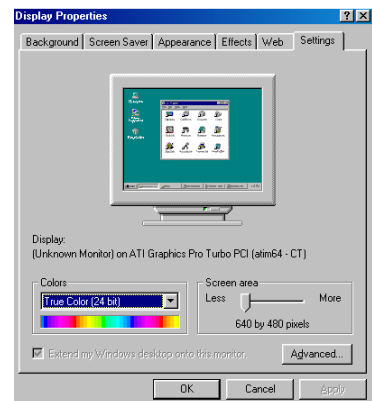 Display Properties
Background Screen Saver Appearance Effects Web Settings
Display:
(Unknown Monitor) on ATI Graphics Pro Turbo PCI (atim64 - CT)
Colors
True Color (24 bit)
Screen area
Less More
640 by 480 pixels
Extend my Windows desktop onto this monitor.
Advanced...
OK Cancel Apply